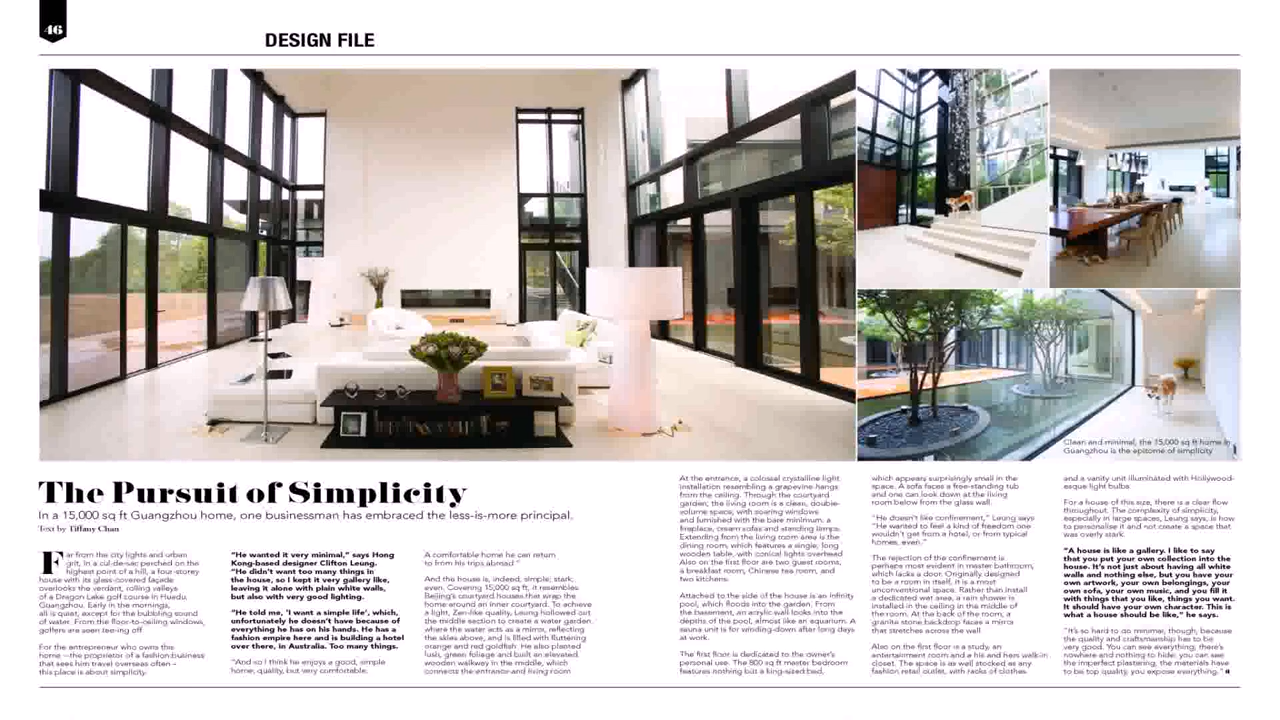 46
DESIGN FILE
Clean and minimal, the 15,000 sq ft home in
Guangzhou is the epitome of simplicity
The Pursuit of Simplicity
In a 15,000 sq ft Guangzhou home, one businessman has embraced the less-is-more principal.
Text by Tiffany Chan
Far from the city lights and urban
grit, in a cul-de-sac perched on the
highest point of a hill, a four-storey
house with its glass-covered façade
overlooks the verdant, rolling valleys
of a Dragon Lake golf course in Huadu,
Guangzhou. Early in the mornings,
all is quiet, except for the bubbling sound
of water. From the floor-to-ceiling windows,
golfers are seen tee-ing off.
For the entrepreneur who owns this
home – the proprietor of a fashion business
that sees him travel overseas often –
this place is about simplicity.
"He wanted it very minimal," says Hong
Kong-based designer Clifton Leung.
"He didn't want too many things in
the house, so I kept it very gallery like,
leaving it alone with plain white walls,
but also with very good lighting.
"He told me, 'I want a simple life', which,
unfortunately he doesn't have because of
everything he has on his hands. He has a
fashion empire here and is building a hotel
over there, in Australia. Too many things.
"And so I think he enjoys a good, simple
home; quality, but very comfortable.
A comfortable home he can return
to from his trips abroad."
And the house is, indeed, simple; stark,
even. Covering 15,000 sq ft, it resembles
Beijing's courtyard houses that wrap the
home around an inner courtyard. To achieve
a light, Zen-like quality, Leung hollowed out
the middle section to create a water garden,
where the water acts as a mirror, reflecting
the skies above, and is filled with fluttering
orange and red goldfish. He also planted
lush, green foliage and built an elevated,
wooden walkway in the middle, which
connects the entrance and living room
At the entrance, a colossal crystalline light
installation resembling a grapevine hangs
from the ceiling. Through the courtyard
garden, the living room is a clean, double-
volume space, with soaring windows
and furnished with the bare minimum: a
fireplace, cream sofas and standing lamps.
Extending from the living room area is the
dining room, which features a single, long
wooden table, with conical lights overhead.
Also on the first floor are two guest rooms,
a breakfast room, Chinese tea room, and
two kitchens.
Attached to the side of the house is an infinity
pool, which floats into the garden. From
the basement, an acrylic wall looks into the
depths of the pool, almost like an aquarium. A
sauna unit is for winding-down after long days
at work.
The first floor is dedicated to the owner's
personal use. The 800 sq ft master bedroom
features nothing but a king-sized bed,
which appears surprisingly small in the
space. A sofa faces a free-standing tub
and one can look down at the living
room below from the glass wall.
"He doesn't like confinement," Leung says
"He wanted to feel a kind of freedom one
wouldn't get from a hotel, or from typical
homes, even."
The rejection of the confinement is
perhaps most evident in master bathroom,
which lacks a door. Originally designed
to be a room in itself, it is a most
unconventional space. Rather than install
a dedicated wet area, a rain shower is
installed in the ceiling in the middle of
the room. At the back of the room, a
granite stone backdrop faces a mirror
that stretches across the wall
Also on the first floor is a study, an
entertainment room and a his and hers walk-in
closet. The space is as well stocked as any
fashion retail outlet, with racks of clothes
and a vanity unit illuminated with Hollywood-
esque light bulbs
For a house of this size, there is a clear flow
throughout. The complexity of simplicity,
especially in large spaces, Leung says, is how
to personalise it and not create a space that
was overly stark.
"A house is like a gallery. I like to say
that you put your own collection into the
house. It's not just about having all white
walls and nothing else, but you have your
own artwork, your own belongings, your
own sofa, your own music, and you fill it
with things that you like, things you want.
It should have your own character. This is
what a house should be like," he says.
"It's so hard to go minimal, though, because
the quality and craftsmanship has to be
very good. You can see everything; there's
nowhere and nothing to hide: you can see
the imperfect plastering, the materials have
to be top quality, you expose everything."